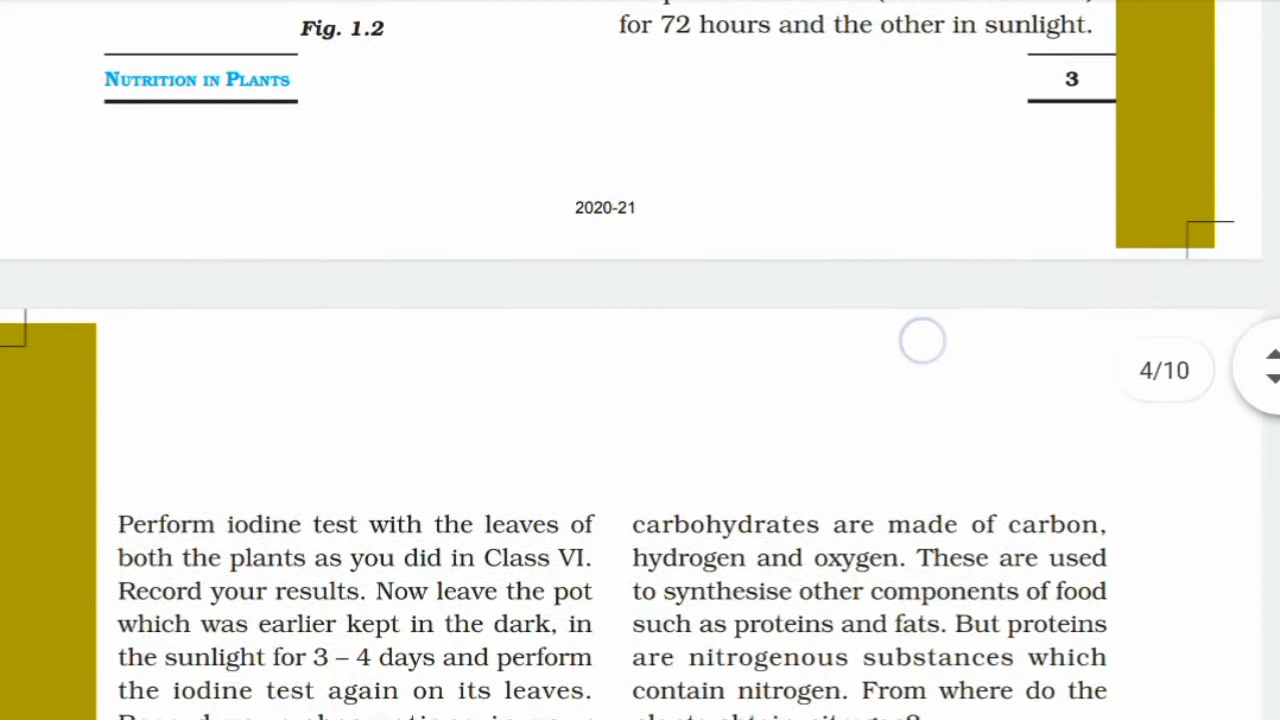 Fig. 1.2
for 72 hours and the other in sunlight.
NUTRITION IN PLANTS
3
2020-21
4/10
Perform iodine test with the leaves of
both the plants as you did in Class VI.
Record your results. Now leave the pot
which was earlier kept in the dark, in
the sunlight for 3 – 4 days and perform
the iodine test again on its leaves.
carbohydrates are made of carbon,
hydrogen and oxygen. These are used
to synthesise other components of food
such as proteins and fats. But proteins
are nitrogenous substances which
contain nitrogen. From where do the